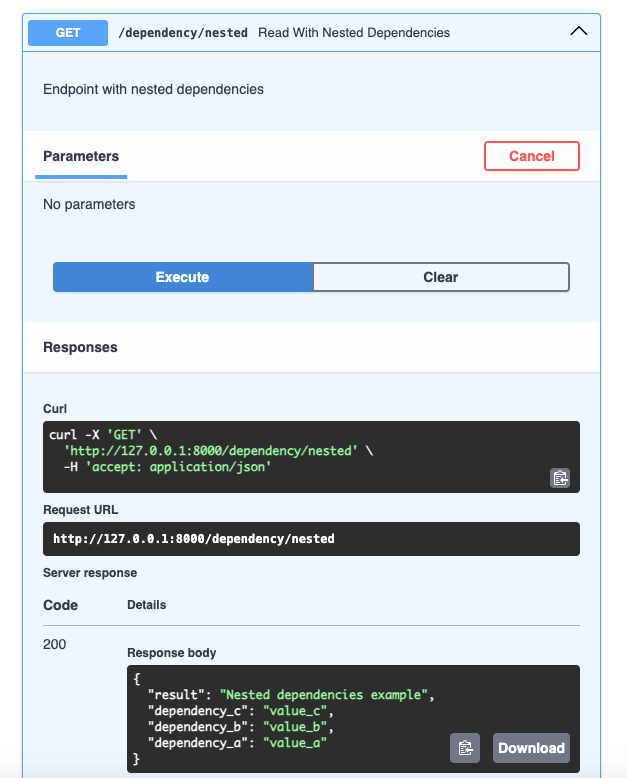 GET /dependency/nested Read With Nested Dependencies
Endpoint with nested dependencies
Parameters
Cancel
No parameters
Execute
Clear
Responses
Curl
curl -X 'GET' \
  'http://127.0.0.1:8000/dependency/nested' \
  -H 'accept: application/json'
Request URL
http://127.0.0.1:8000/dependency/nested
Server response
Code Details
200
Response body
{
  "result": "Nested dependencies example",
  "dependency_c": "value_c",
  "dependency_b": "value_b",
  "dependency_a": "value_a"
}
Download